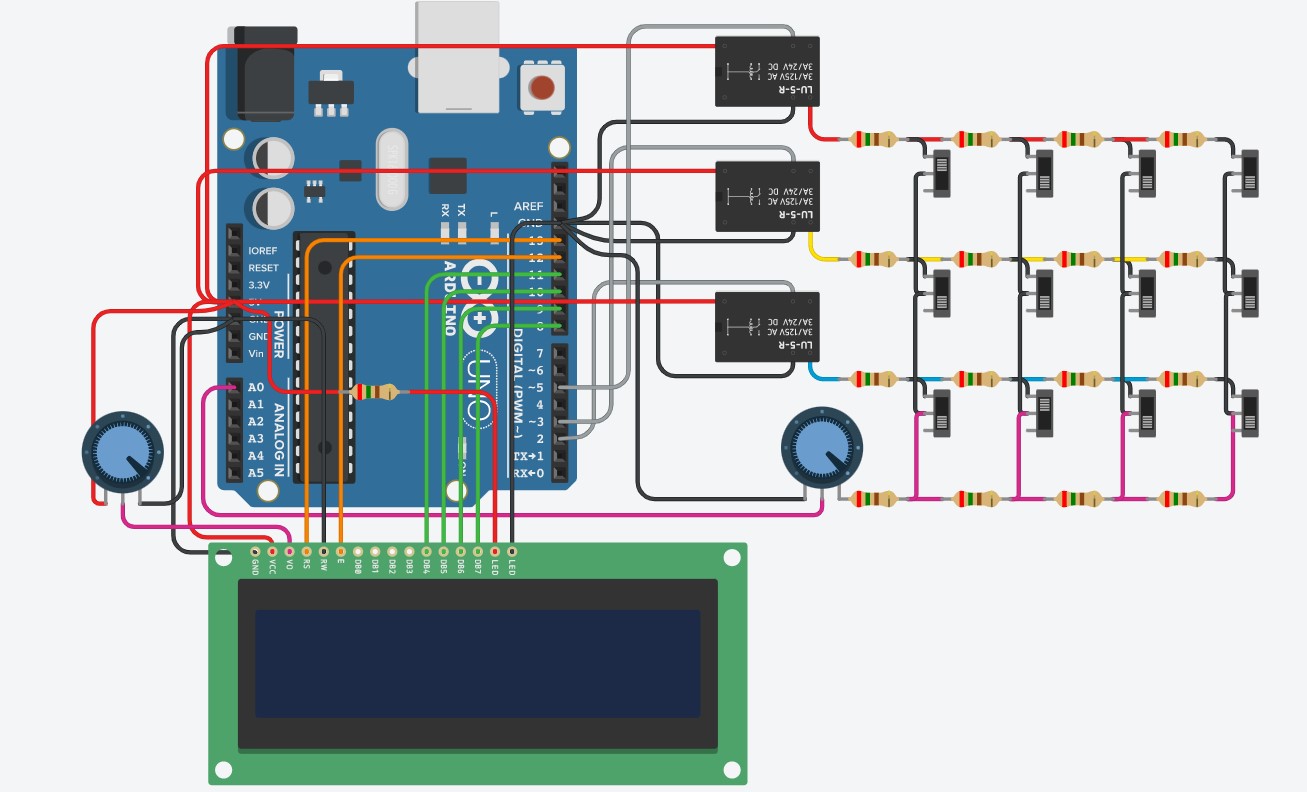 LU-5-R
3A/125V AC
3A/24V DC
LU-5-R
3A/125V AC
3A/24V DC
LU-5-R
3A/125V AC
3A/24V DC
RX
TX
L
AREF
GND
13
12
11
10
9
8
IOREF
RESET
3.3V
5V
GND
GND
Vin
POWER
A0
A1
A2
A3
A4
A5
ANALOG IN
ARDUINO
UNO
DIGITAL (PWM~)
7
~6
~5
4
~3
2
TX→1
RX←0
ON
GND
VCC
VO
RS
RW
E
DB0
DB1
DB2
DB3
DB4
DB5
DB6
DB7
LED
LED